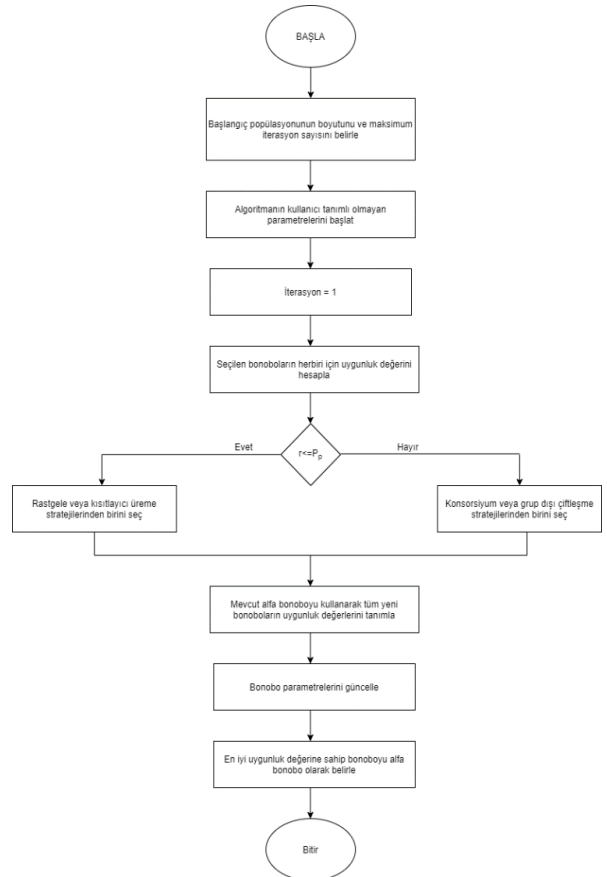 BAŞLA
Başlangıç popülasyonunun boyutunu ve maksimum
iterasyon sayısını belirle
Algoritmanın kullanıcı tanımlı olmayan
parametrelerini başlat
İterasyon = 1
Seçilen bonoboların herbiri için uygunluk değerini
hesapla
r<=Pp
Evet
Hayır
Rastgele veya kısıtlayıcı üreme
stratejilerinden birini seç
Konsorsiyum veya grup dışı çiftleşme
stratejilerinden birini seç
Mevcut alfa bonoboyu kullanarak tüm yeni
bonoboların uygunluk değerlerini tanımla
Bonobo parametrelerini güncelle
En iyi uygunluk değerine sahip bonoboyu alfa
bonobo olarak belirle
Bitir